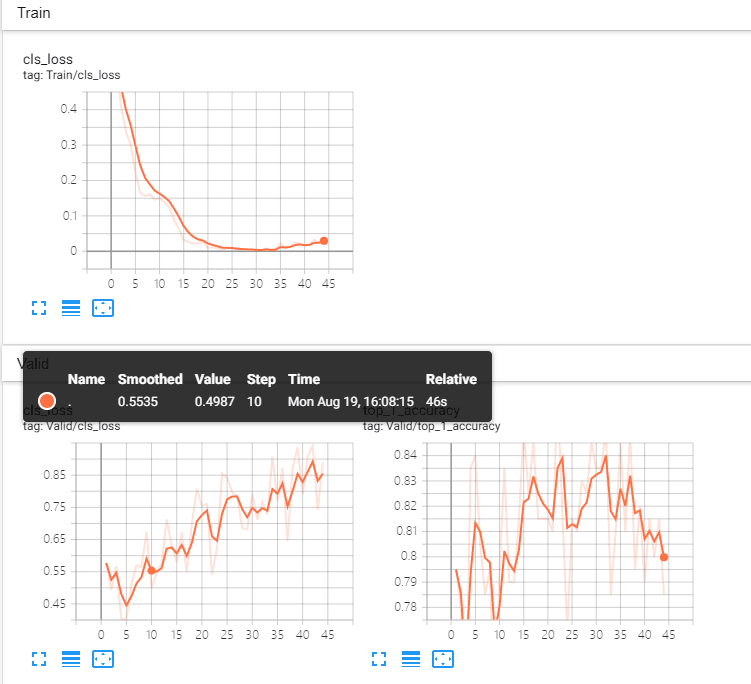 Train
cls_loss
tag: Train/cls_loss
0.4
0.3
0.2
0.1
0
0 5 10 15 20 25 30 35 40 45
Valid
Name Smoothed Value Step Time Relative
. 0.5535 0.4987 10 Mon Aug 19, 16:08:15 46s
cls_loss top_1_accuracy
tag: Valid/cls_loss tag: Valid/top_1_accuracy
0.85
0.75
0.65
0.55
0.45
0 5 10 15 20 25 30 35 40 45
0.84
0.83
0.82
0.81
0.8
0.79
0.78
0 5 10 15 20 25 30 35 40 45